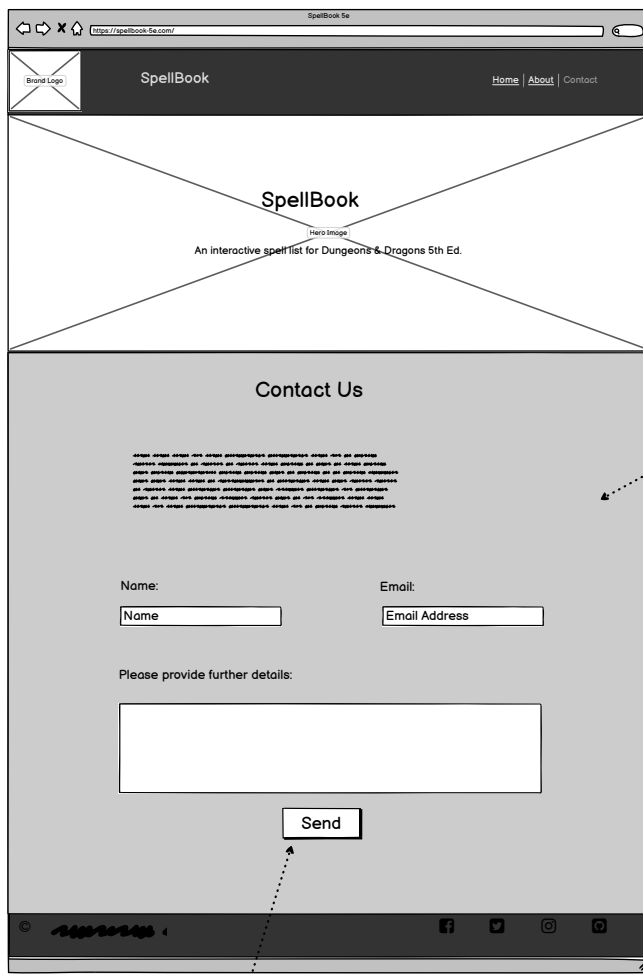 SpellBook 5e
https://spellbook-5e.com/
Brand Logo
SpellBook
Home | About | Contact
SpellBook
Hero Image
An interactive spell list for Dungeons & Dragons 5th Ed.
Contact Us
Name: Email:
Name Email Address
Please provide further details:
Send
©